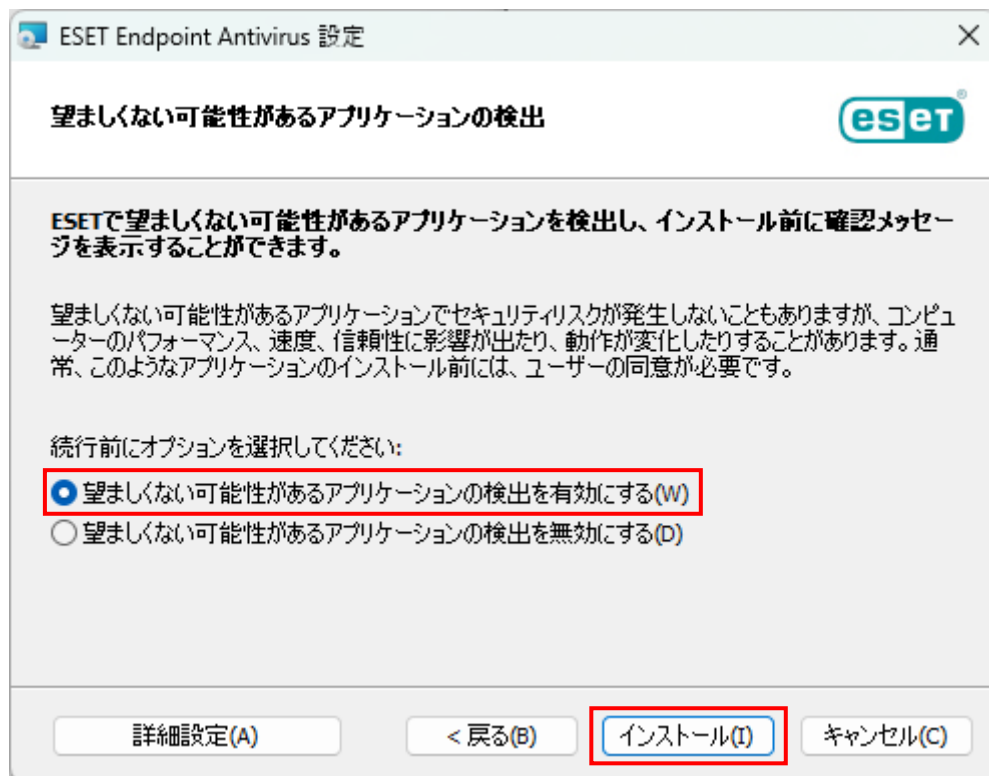 ESET Endpoint Antivirus 設定
望ましくない可能性があるアプリケーションの検出
eseT
®
ESETで望ましくない可能性があるアプリケーションを検出し、インストール前に確認メッセー
ジを表示することができます。
望ましくない可能性があるアプリケーションでセキュリティリスクが発生しないこともありますが、コンピュ
ーターのパフォーマンス、速度、信頼性に影響が出たり、動作が変化したりすることがあります。通
常、このようなアプリケーションのインストール前には、ユーザーの同意が必要です。
続行前にオプションを選択してください:
望ましくない可能性があるアプリケーションの検出を有効にする(W)
望ましくない可能性があるアプリケーションの検出を無効にする(D)
詳細設定(A)
< 戻る(B)
インストール(I)
キャンセル(C)